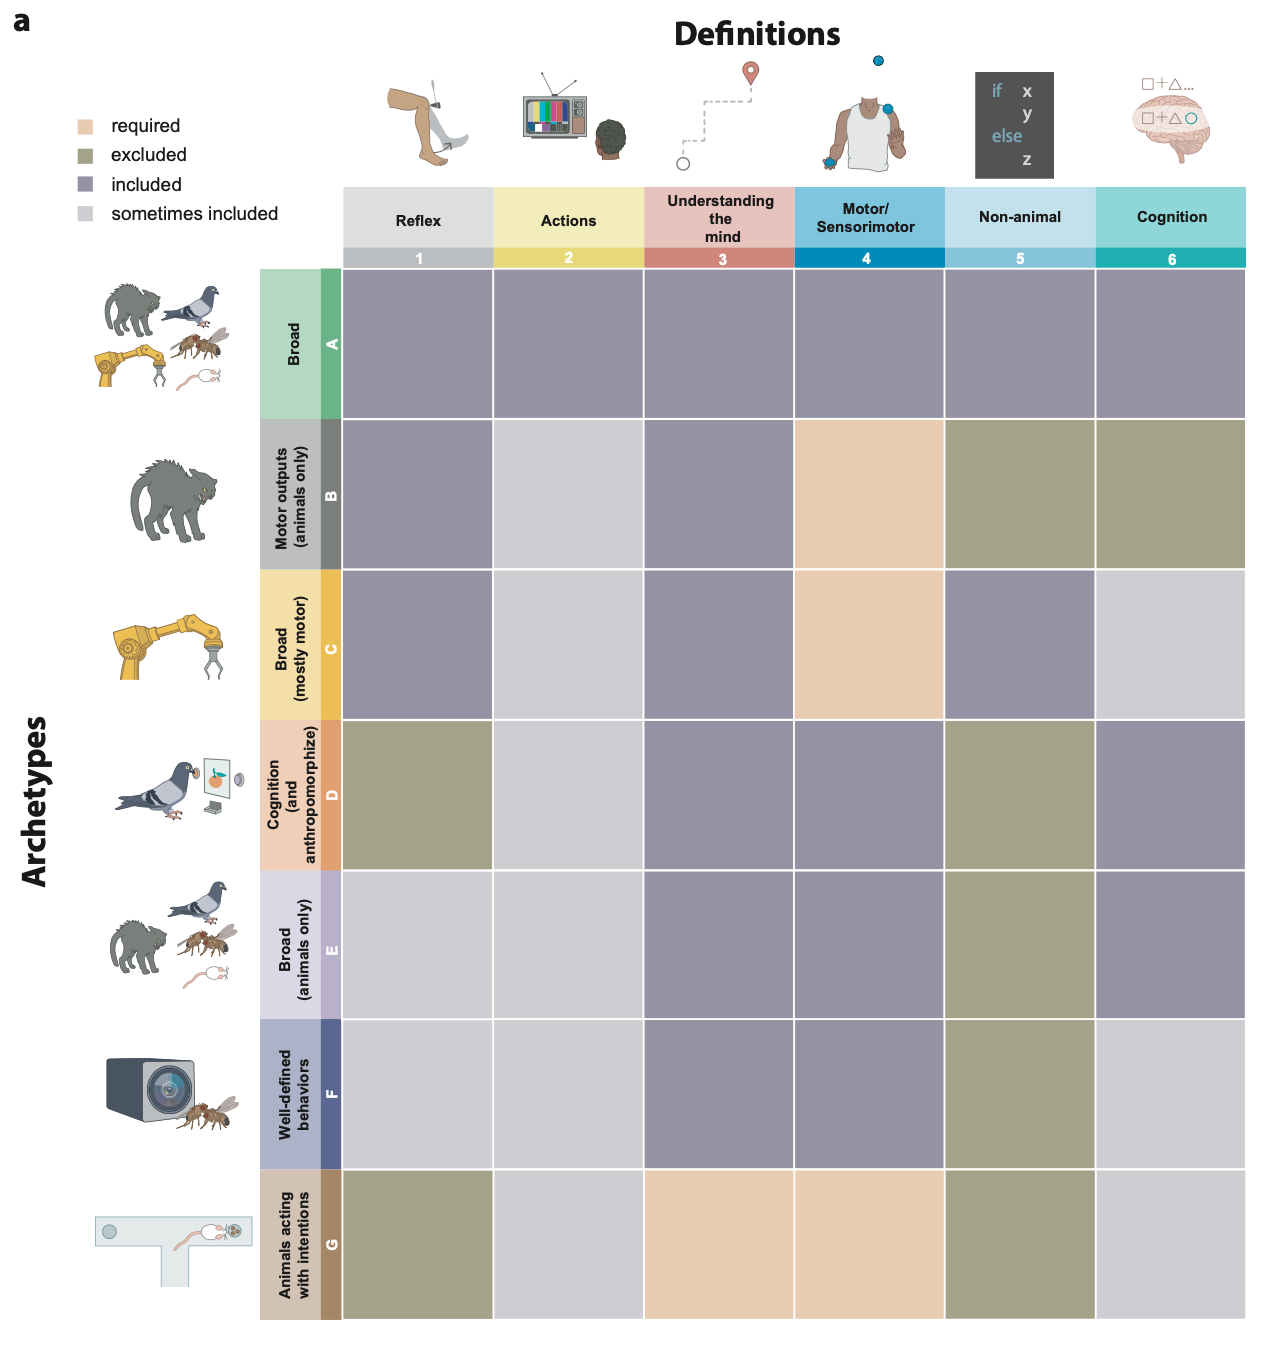 a
Definitions
if x
y
else
z
required
excluded
included
sometimes included
Reflex
Actions
Understanding
the
mind
Motor/
Sensorimotor
Non-animal
Cognition
1
2
3
4
5
6
Archetypes
Broad
A
Motor outputs
(animals only)
B
Broad
(mostly motor)
C
Cognition
(and
anthropomorphize)
D
Broad
(animals only)
E
Well-defined
behaviors
F
Animals acting
with intentions
G